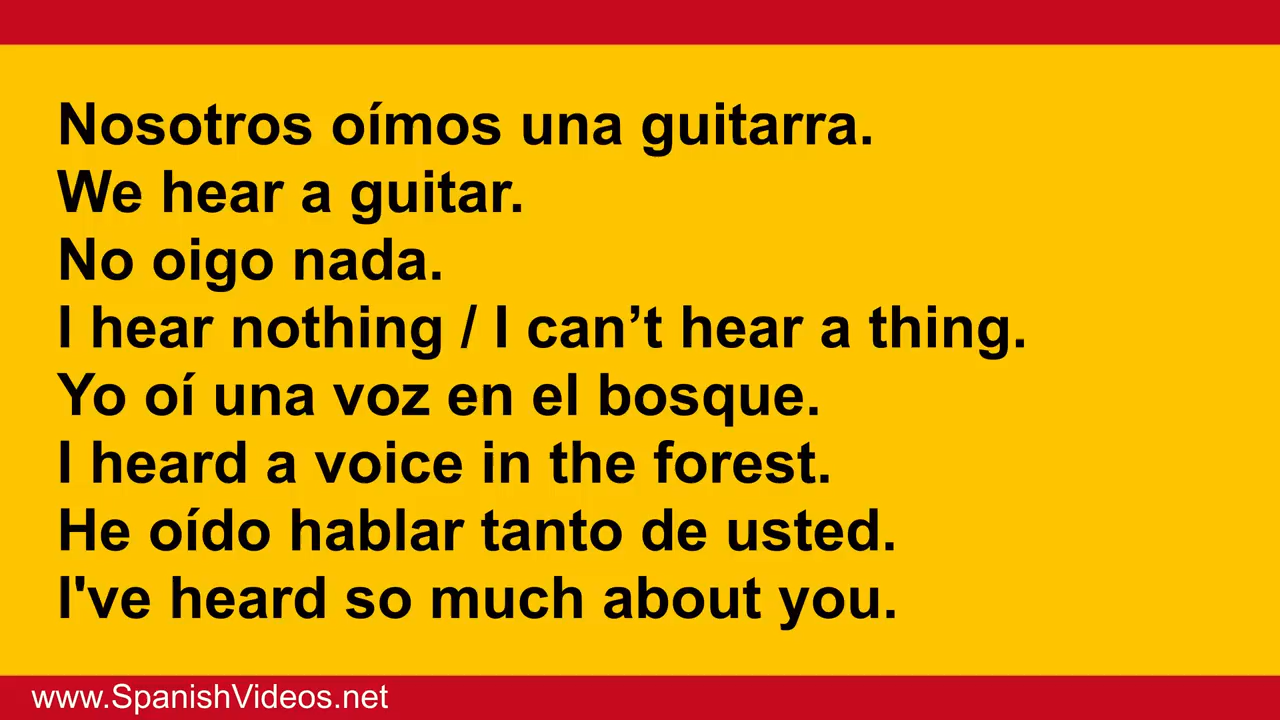 Nosotros oímos una guitarra.
We hear a guitar.
No oigo nada.
I hear nothing / I can’t hear a thing.
Yo oí una voz en el bosque.
I heard a voice in the forest.
He oído hablar tanto de usted.
I've heard so much about you.
www.SpanishVideos.net